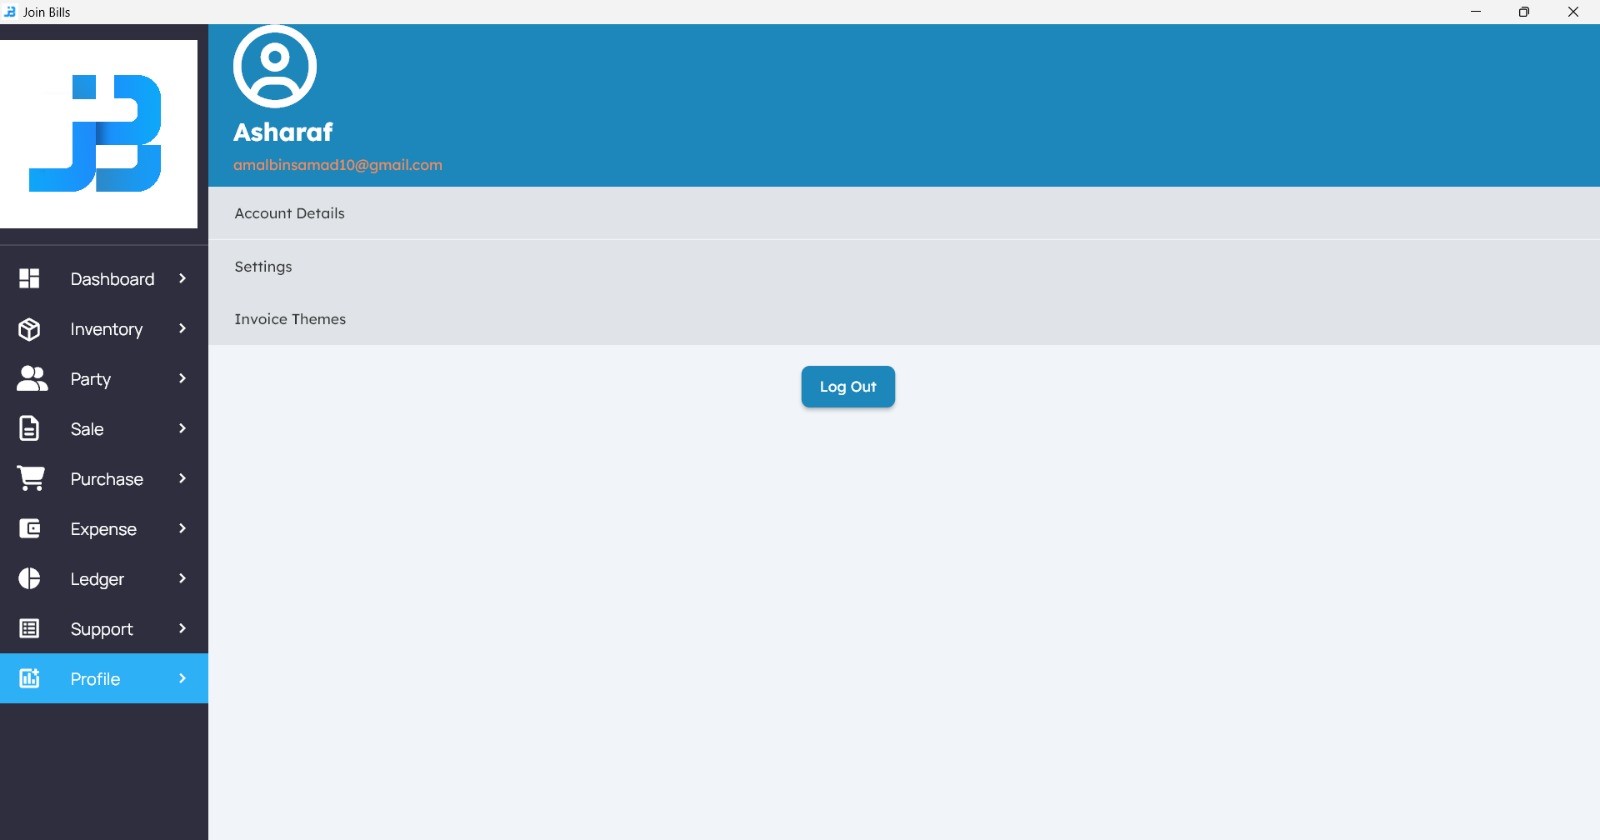 Join Bills
JB
Asharaf
amalbinsamad10@gmail.com
Account Details
Settings
Invoice Themes
Log Out
Dashboard
Inventory
Party
Sale
Purchase
Expense
Ledger
Support
Profile